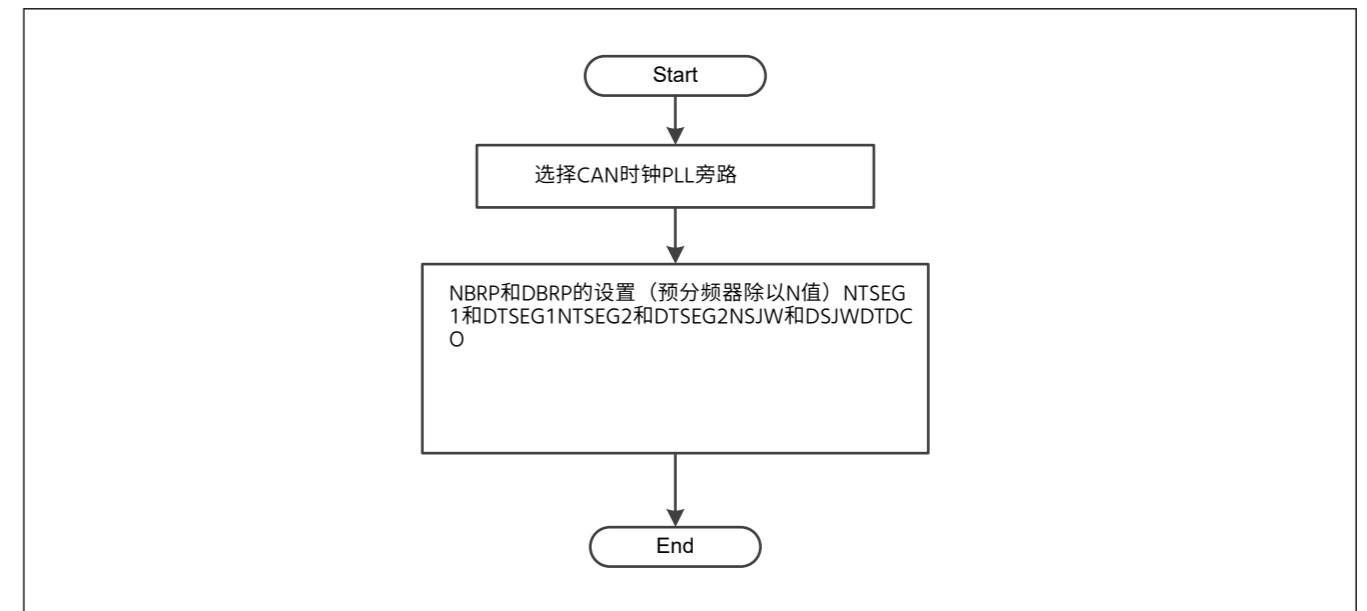 Start
选择CAN时钟PLL旁路
NBRP和DBRP的设置（预分频器除以N值）NTSEG
1和DTSEG1NTSEG2和DTSEG2NSJW和DSJWDTDC
O
End